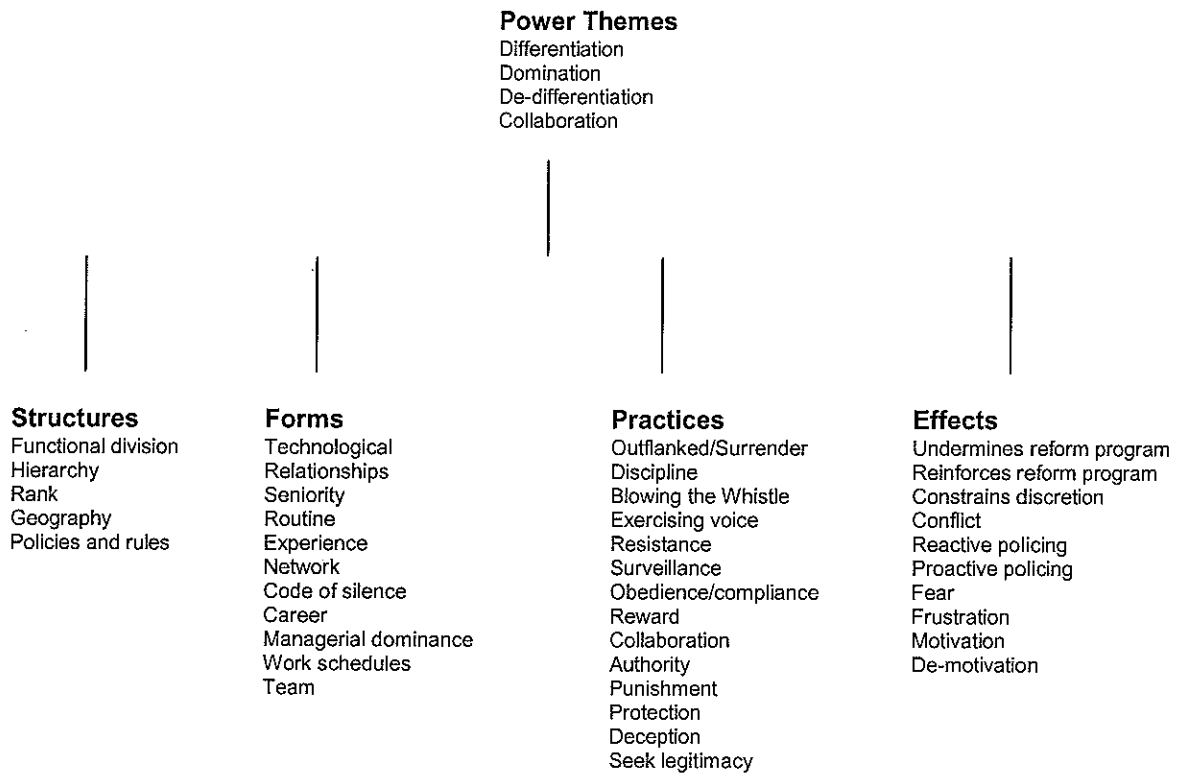 Power Themes
Differentiation
Domination
De-differentiation
Collaboration
Structures
Functional division
Hierarchy
Rank
Geography
Policies and rules
Forms
Technological
Relationships
Seniority
Routine
Experience
Network
Code of silence
Career
Managerial dominance
Work schedules
Team
Practices
Outflanked/Surrender
Discipline
Blowing the Whistle
Exercising voice
Resistance
Surveillance
Obedience/compliance
Reward
Collaboration
Authority
Punishment
Protection
Deception
Seek legitimacy
Effects
Undermines reform program
Reinforces reform program
Constrains discretion
Conflict
Reactive policing
Proactive policing
Fear
Frustration
Motivation
De-motivation